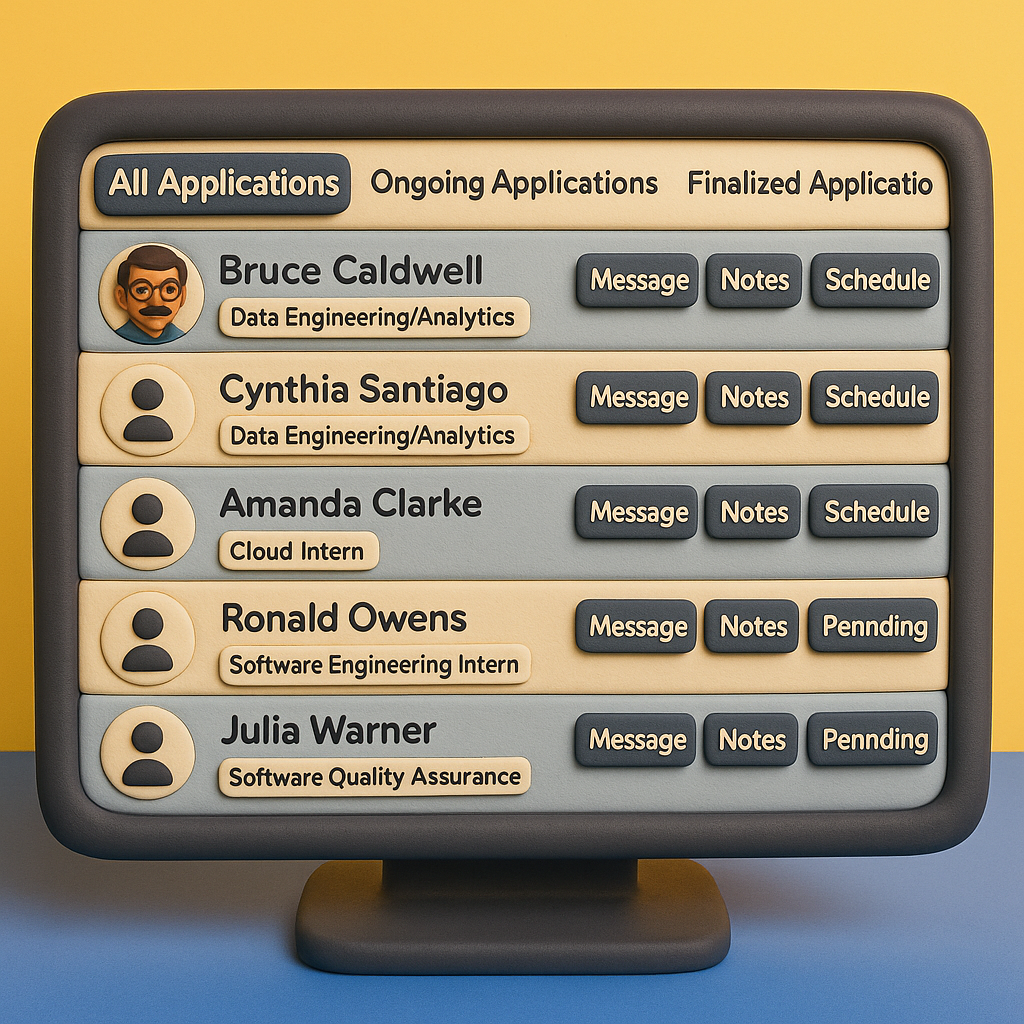 All Applications Ongoing Applications Finalized Applicatio
Bruce Caldwell
Data Engineering/Analytics
Message Notes Schedule
Cynthia Santiago
Data Engineering/Analytics
Message Notes Schedule
Amanda Clarke
Cloud Intern
Message Notes Schedule
Ronald Owens
Software Engineering Intern
Message Notes Pennding
Julia Warner
Software Quality Assurance
Message Notes Pennding